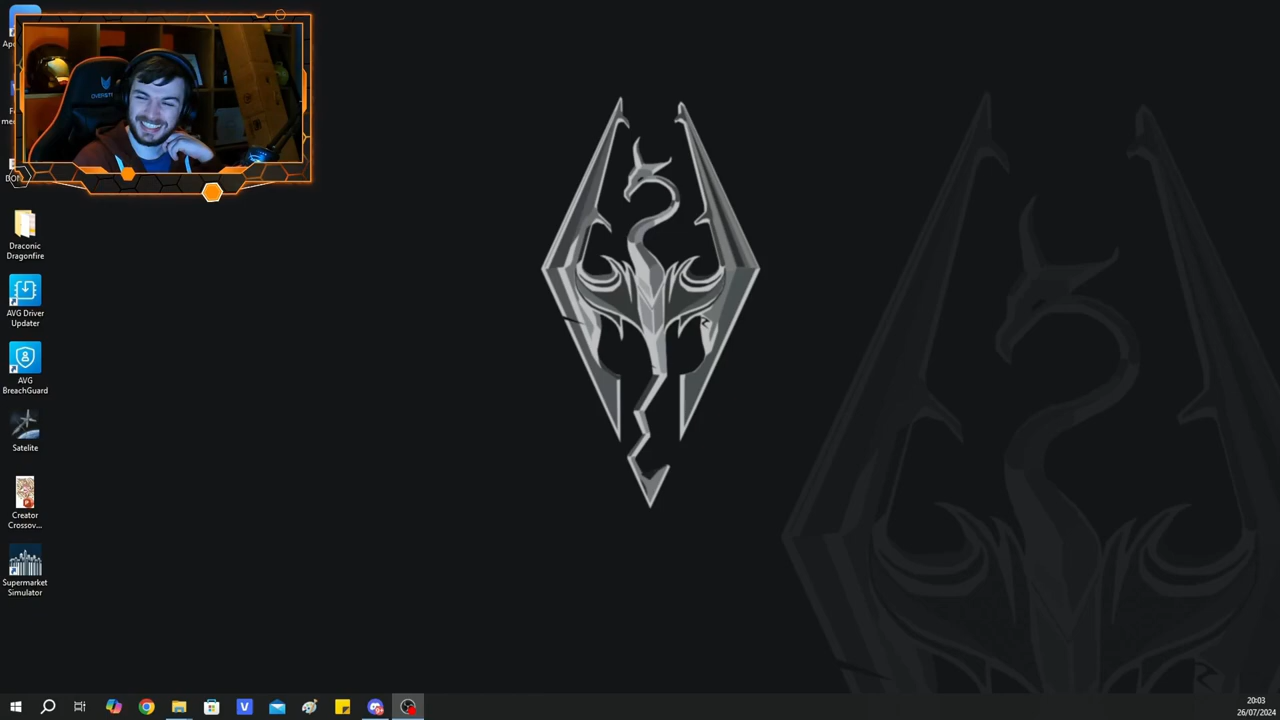 Draconic
Dragonfire
AVG Driver
Updater
AVG
BreachGuard
Satelite
Creator
Crossov...
Supermarket
Simulator
20:03
26/07/2024